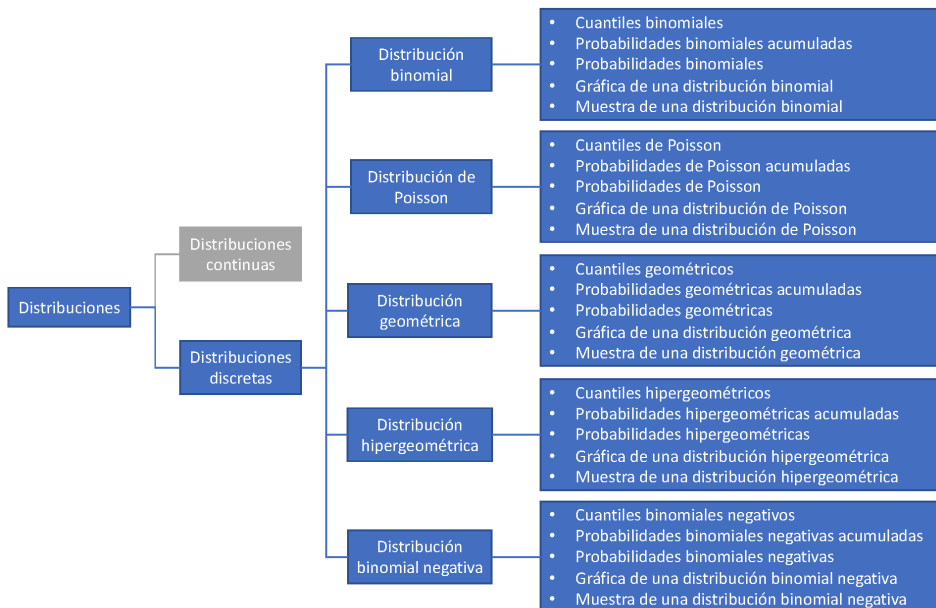 Distribuciones
Distribuciones
continuas
Distribuciones
discretas
Distribución
binomial
• Cuantiles binomiales
• Probabilidades binomiales acumuladas
• Probabilidades binomiales
• Gráfica de una distribución binomial
• Muestra de una distribución binomial
Distribución de
Poisson
• Cuantiles de Poisson
• Probabilidades de Poisson acumuladas
• Probabilidades de Poisson
• Gráfica de una distribución de Poisson
• Muestra de una distribución de Poisson
Distribución
geométrica
• Cuantiles geométricos
• Probabilidades geométricas acumuladas
• Probabilidades geométricas
• Gráfica de una distribución geométrica
• Muestra de una distribución geométrica
Distribución
hipergeométrica
• Cuantiles hipergeométricos
• Probabilidades hipergeométricas acumuladas
• Probabilidades hipergeométricas
• Gráfica de una distribución hipergeométrica
• Muestra de una distribución hipergeométrica
Distribución
binomial negativa
• Cuantiles binomiales negativos
• Probabilidades binomiales negativas acumuladas
• Probabilidades binomiales negativas
• Gráfica de una distribución binomial negativa
• Muestra de una distribución binomial negativa